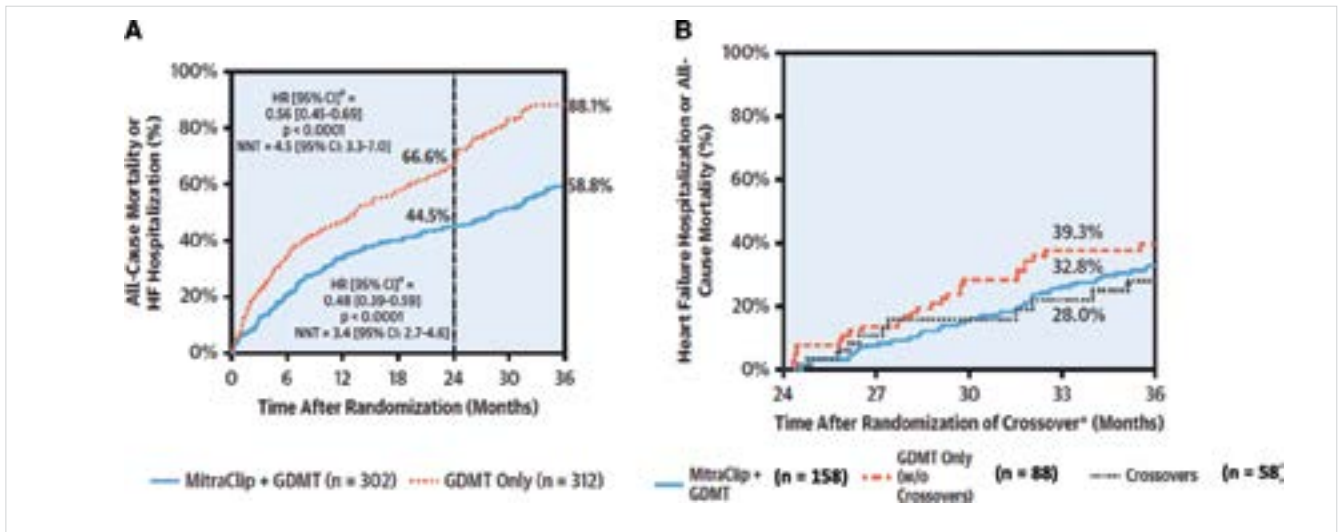 A
All-Cause Mortality or
HF Hospitalization (%)
100%
80%
60%
40%
20%
0%
HR [95% CI]ᵃ =
0.56 [0.45-0.69]
p < 0.0001
NNT = 4.5 [95% CI: 3.3-7.0]
66.6%
44.5%
88.1%
58.8%
HR [95% CI]ᵃ =
0.48 [0.39-0.59]
p < 0.0001
NNT = 3.4 [95% CI: 2.7-4.6]
0 6 12 18 24 30 36
Time After Randomization (Months)
MitraClip + GDMT (n = 302) GDMT Only (n = 312)
B
Heart Failure Hospitalization or All-
Cause Mortality (%)
100%
80%
60%
40%
20%
0%
39.3%
32.8%
28.0%
24 27 30 33 36
Time After Randomization of Crossover* (Months)
MitraClip +
GDMT
(n = 158)
GDMT Only
(w/o
Crossovers)
(n = 88)
Crossovers
(n = 58